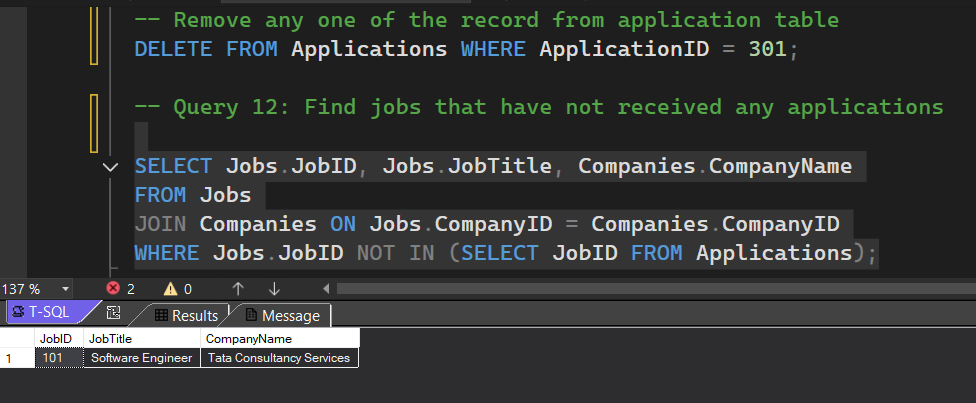 -- Remove any one of the record from application table
DELETE FROM Applications WHERE ApplicationID = 301;
-- Query 12: Find jobs that have not received any applications
SELECT Jobs.JobID, Jobs.JobTitle, Companies.CompanyName
FROM Jobs
JOIN Companies ON Jobs.CompanyID = Companies.CompanyID
WHERE Jobs.JobID NOT IN (SELECT JobID FROM Applications);
137 % 2 0
T-SQL Results Message
JobID JobTitle CompanyName
1 101 Software Engineer Tata Consultancy Services